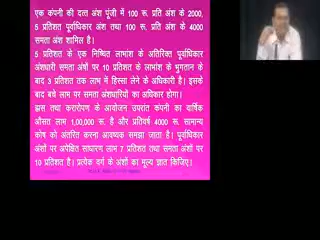 एक कंपनी की दत्त अंश पूंजी में 100 रू. प्रति अंश के 2000,
5 प्रतिशत पूर्वाधिकार अंश तथा 100 रू. प्रति अंश के 4000
समता अंश शामिल है।
5 प्रतिशत के एक निश्चित लाभांश के अतिरिक्त पूर्वाधिकार
अंशधारी समता अंशों पर 10 प्रतिशत के लाभांश के भुगतान के
बाद 3 प्रतिशत तक लाभ में हिस्सा लेने के अधिकारी है। इसके
बाद बचे लाभ पर समता अंशधारियों का अधिकार होगा।
ह्रास तथा करारोपण के आयोजन उपरांत कंपनी का वार्षिक
औसत लाभ 1,00,000 रू. है और प्रतिवर्ष 4000 रू. सामान्य
कोष को अंतरित करना आवश्यक समझा जाता है। पूर्वाधिकार
अंशों पर अपेक्षित साधारण लाभ 7 प्रतिशत तथा समता अंशों पर
10 प्रतिशत है। प्रत्येक वर्ग के अंशों का मूल्य ज्ञात किजिए।